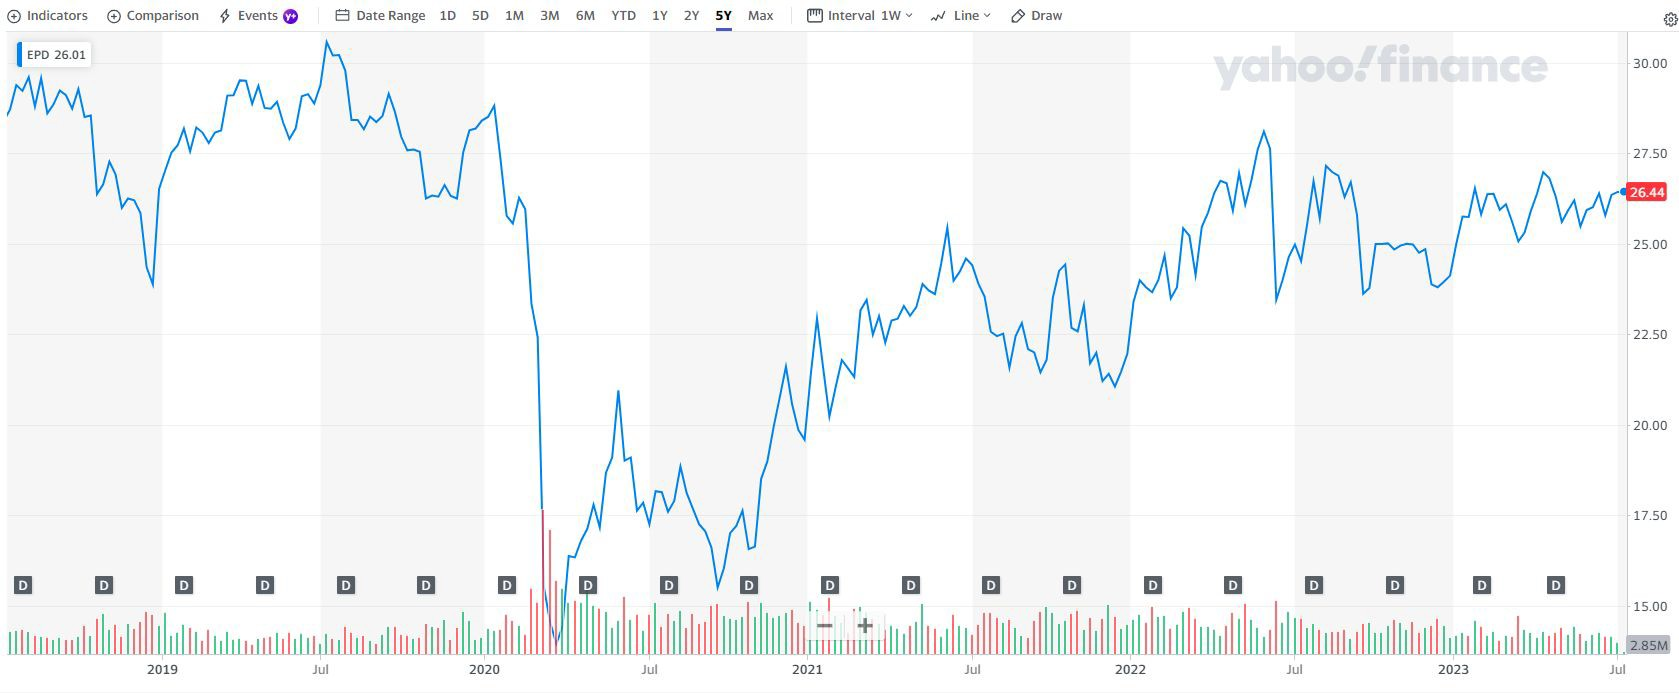 Indicators Comparison Events Y+ Date Range 1D 5D 1M 3M 6M YTD 1Y 2Y 5Y Max Interval 1W Line Draw
EPD 26.01
yahoo!finance
30.00
27.50
26.44
25.00
22.50
20.00
17.50
D D D D D D D D D D D D D D D D D D D D
15.00
2.85M
2019 Jul 2020 Jul 2021 Jul 2022 Jul 2023 Jul